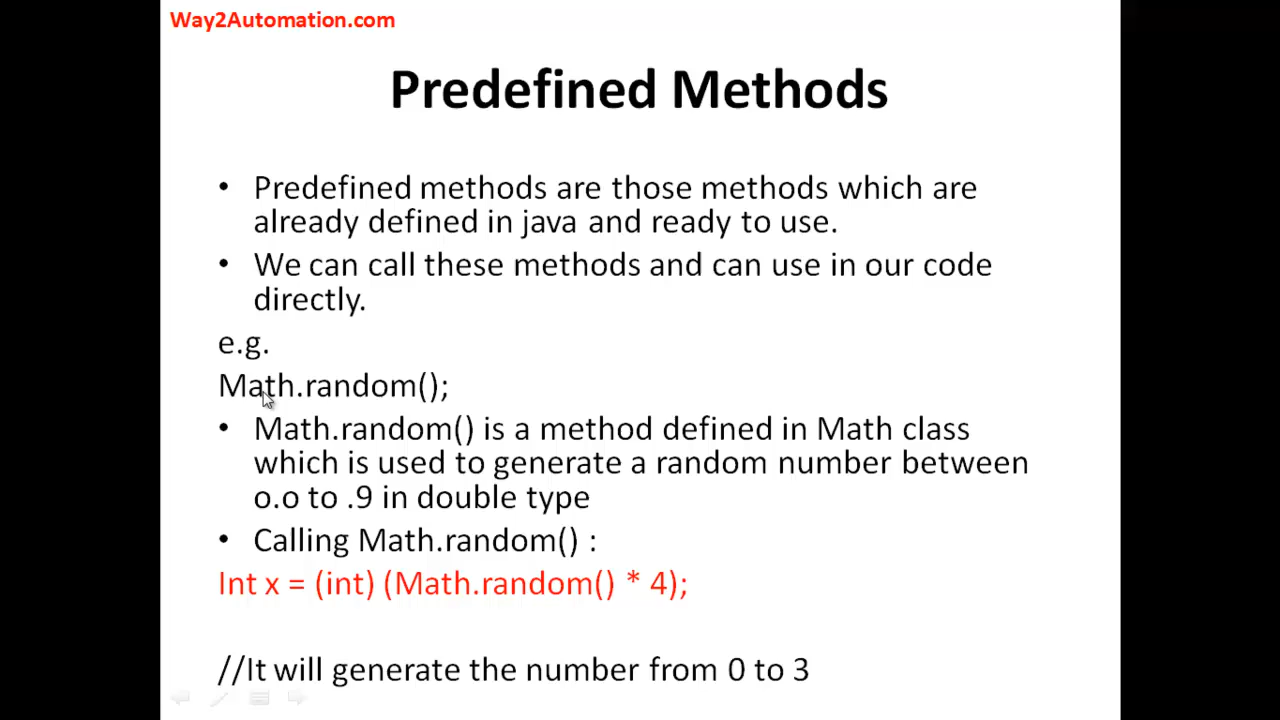 Way2Automation.com
Predefined Methods
• Predefined methods are those methods which are
already defined in java and ready to use.
• We can call these methods and can use in our code
directly.
e.g.
Math.random();
• Math.random() is a method defined in Math class
which is used to generate a random number between
o.o to .9 in double type
• Calling Math.random() :
Int x = (int) (Math.random() * 4);
//It will generate the number from 0 to 3